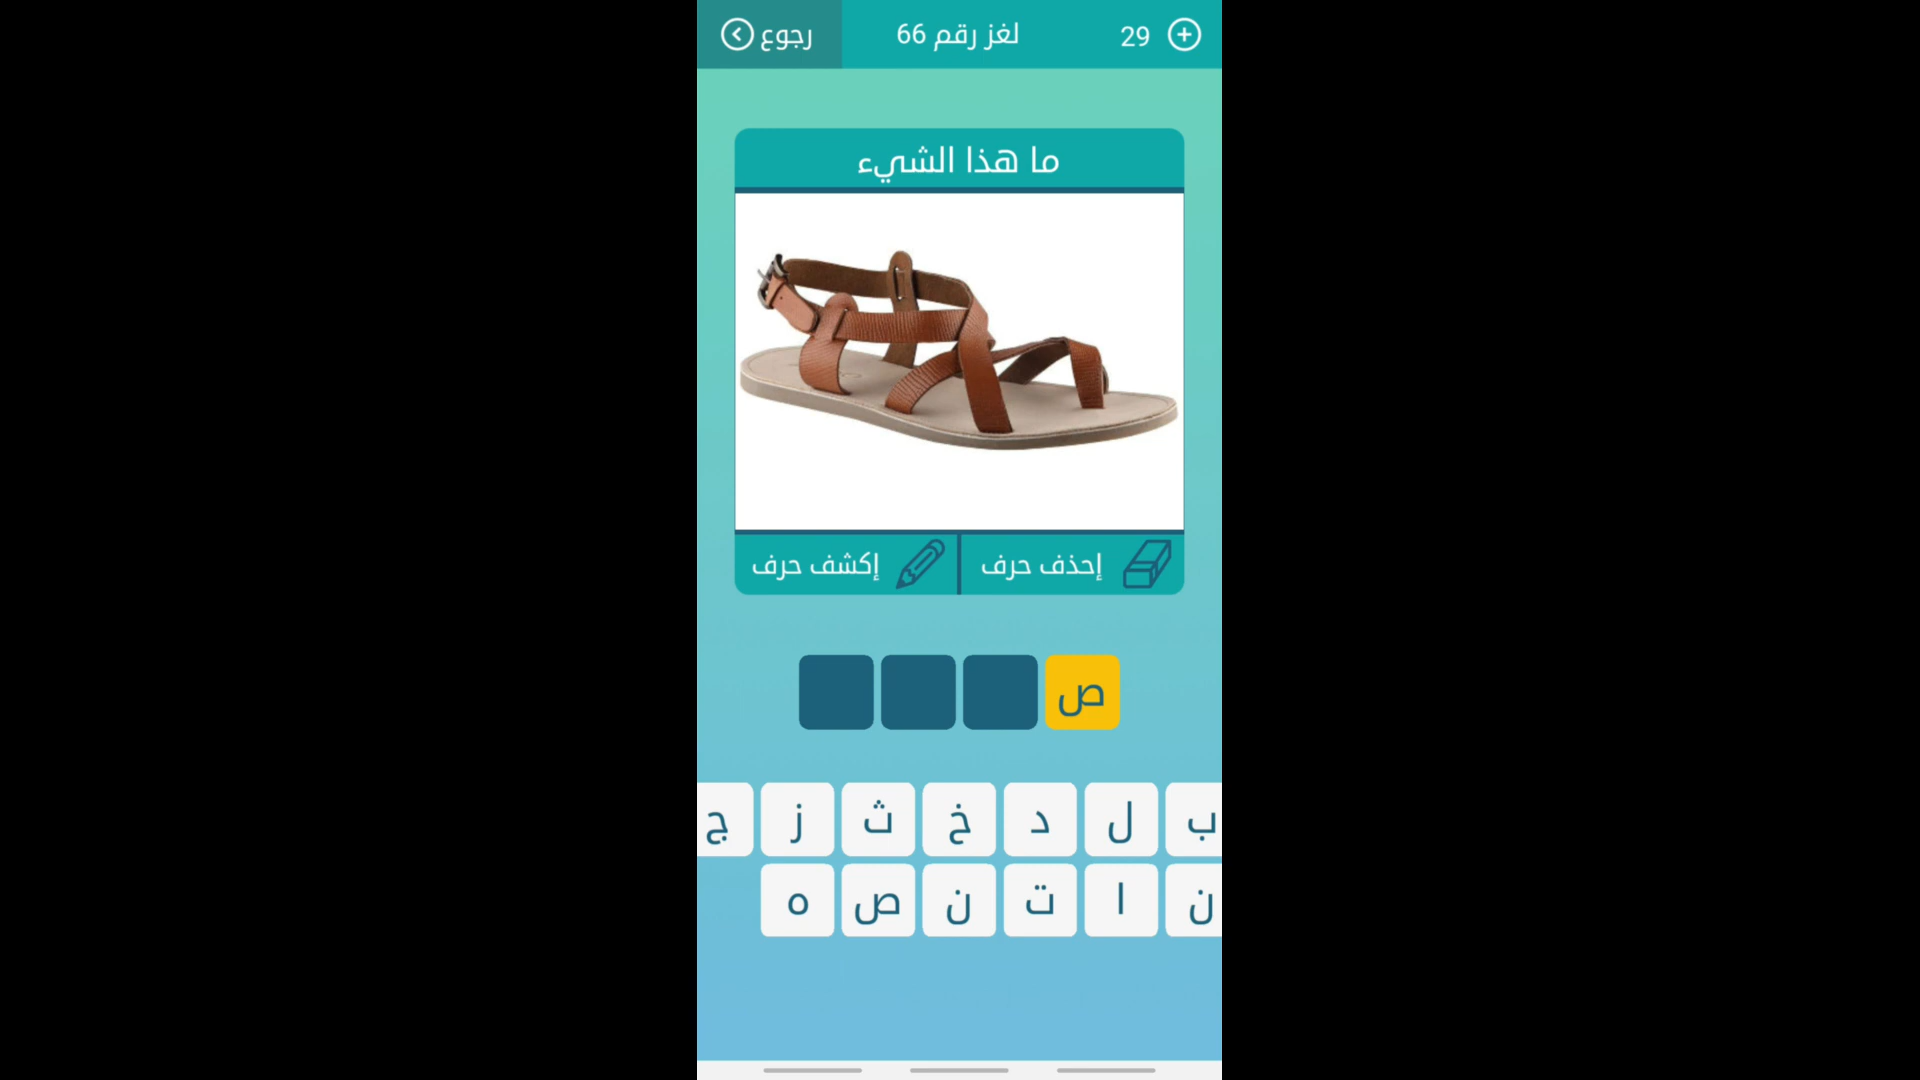 29 لغز رقم 66 رجوع
ما هذا الشيء
إحذف حرف إكشف حرف
ص
ب ل د خ ث ز ج
ن ا ت ن ص ه